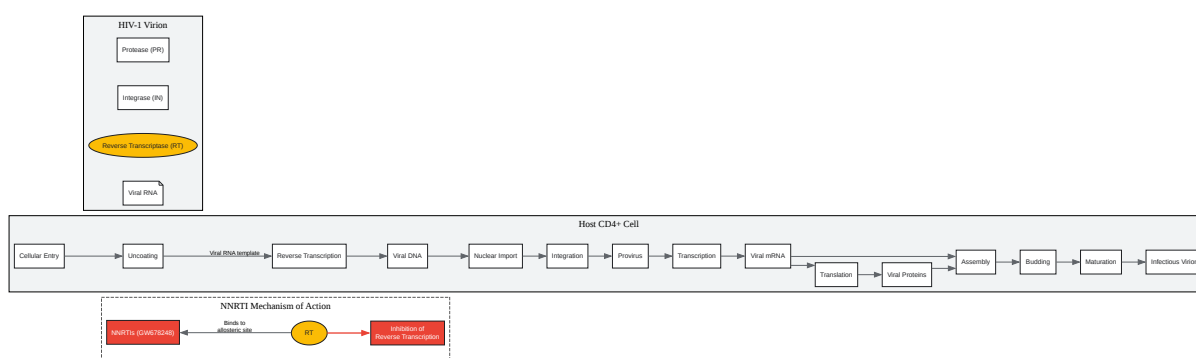 HIV-1 Virion
Protease (PR)
Integrase (IN)
Reverse Transcriptase (RT)
Viral RNA
Host CD4+ Cell
Cellular Entry
Uncoating
Viral RNA template
Reverse Transcription
Viral DNA
Nuclear Import
Integration
Provirus
Transcription
Viral mRNA
Translation
Viral Proteins
Assembly
Budding
Maturation
Infectious Virion
NNRTI Mechanism of Action
NNRTIs (GW678248)
Binds to
allosteric site
RT
Inhibition of
Reverse Transcription